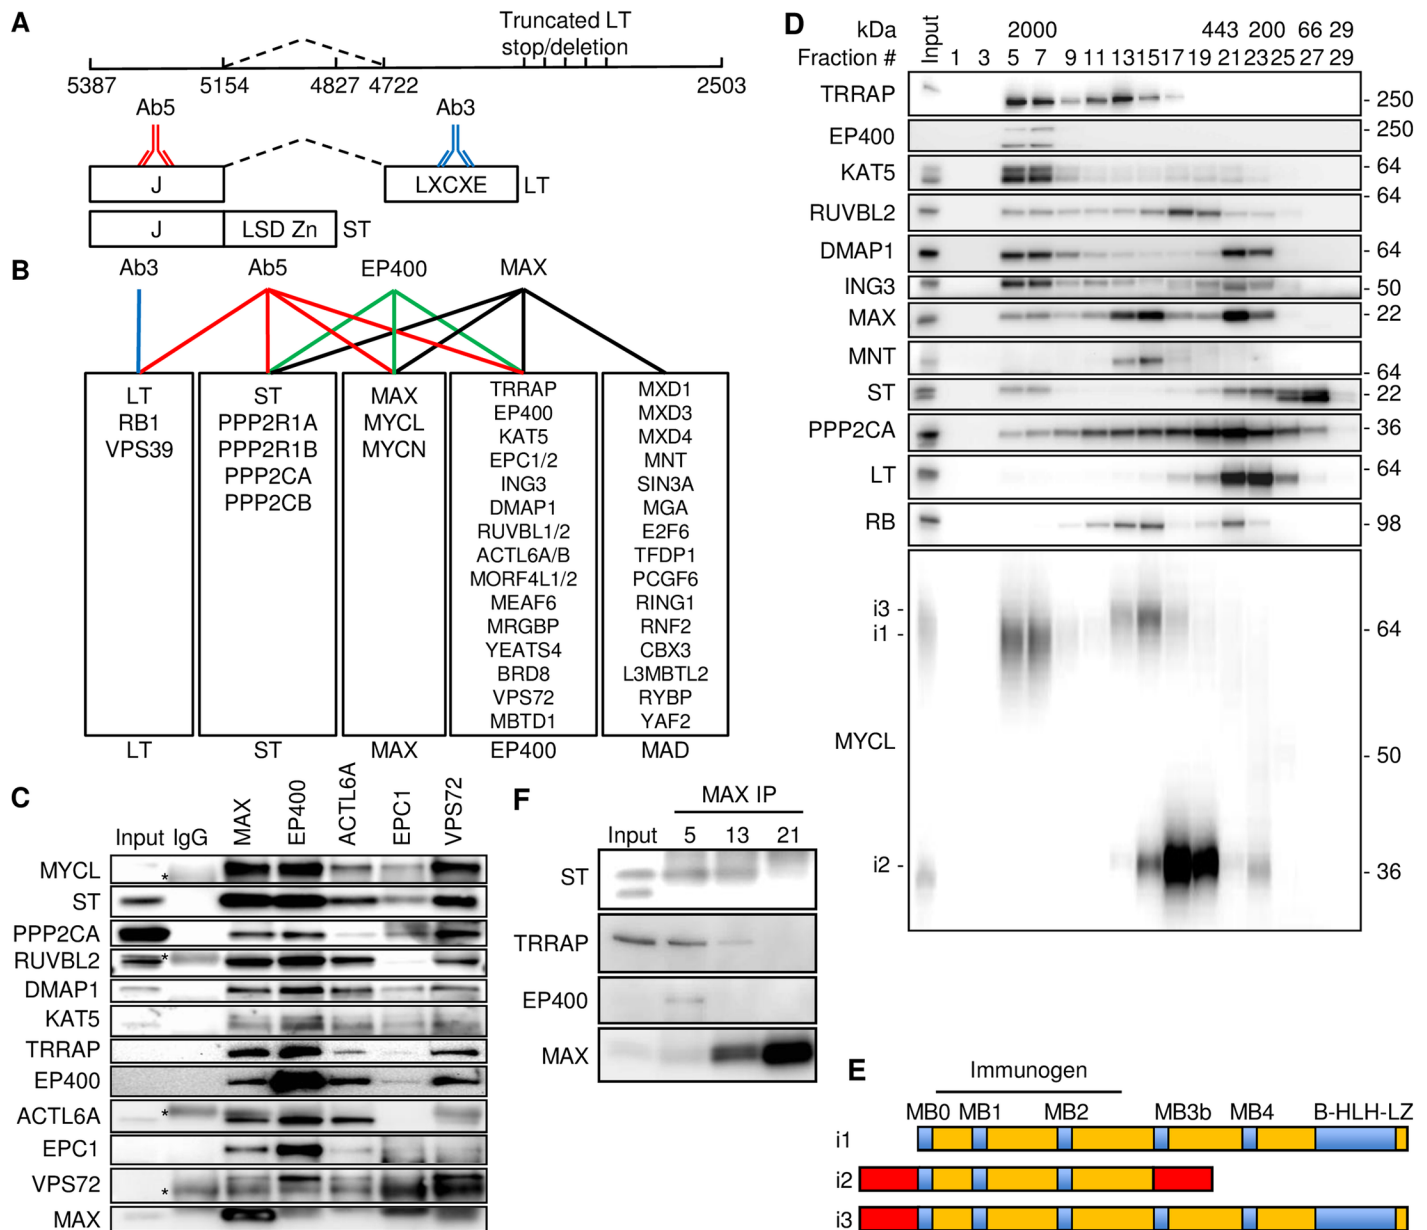 A
Truncated LT
stop/deletion
5387 5154 4827 4722 2503
Ab5 Ab3
J LXCXE LT
J LSD Zn ST
B
Ab3 Ab5 EP400 MAX
LT
RB1
VPS39
LT
ST
PPP2R1A
PPP2R1B
PPP2CA
PPP2CB
ST
MAX
MYCL
MYCN
MAX
TRRAP
EP400
KAT5
EPC1/2
ING3
DMAP1
RUVBL1/2
ACTL6A/B
MORF4L1/2
MEAF6
MRGBP
YEATS4
BRD8
VPS72
MBTD1
EP400
MXD1
MXD3
MXD4
MNT
SIN3A
MGA
E2F6
TFDP1
PCGF6
RING1
RNF2
CBX3
L3MBTL2
RYBP
YAF2
MAD
C
Input IgG MAX EP400 ACTL6A EPC1 VPS72
MYCL *
ST
PPP2CA
RUVBL2 *
DMAP1
KAT5
TRRAP
EP400
ACTL6A *
EPC1
VPS72 *
MAX
F
MAX IP
Input 5 13 21
ST
TRRAP
EP400
MAX
D
kDa 2000 443 200 66 29
Fraction # Input 1 3 5 7 9 11 13 15 17 19 21 23 25 27 29
TRRAP - 250
EP400 - 250
KAT5 - 64
- 64
RUVBL2
DMAP1 - 64
ING3 - 50
MAX - 22
MNT
- 64
ST - 22
PPP2CA - 36
LT - 64
RB - 98
i3 -
i1 - - 64
MYCL - 50
i2 - - 36
E
Immunogen
MB0 MB1 MB2 MB3b MB4 B-HLH-LZ
i1
i2
i3